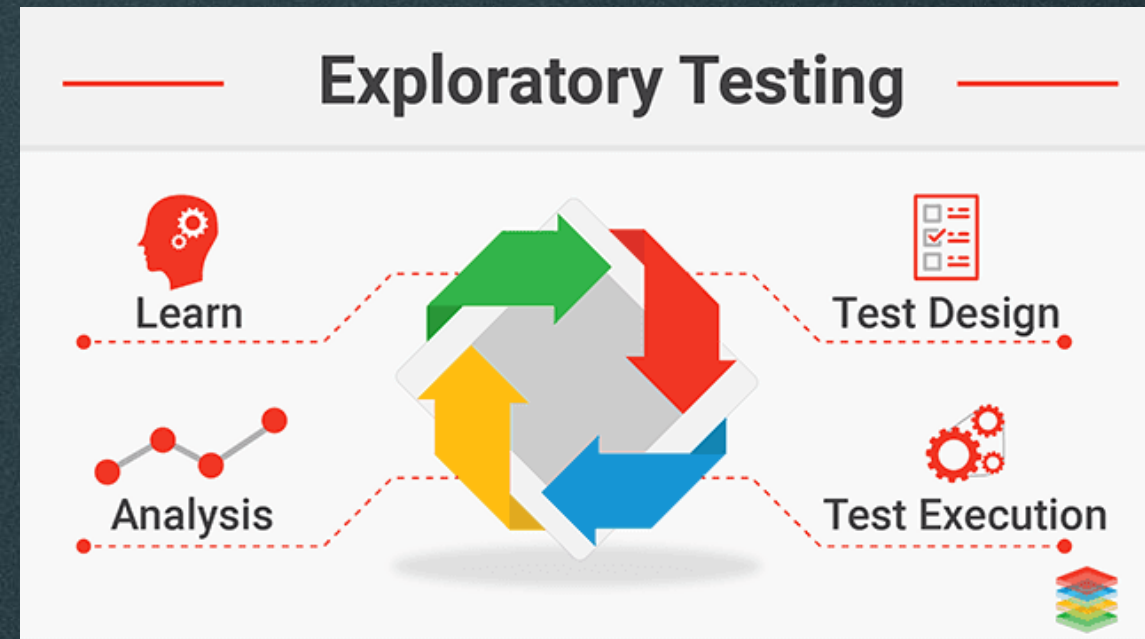 Exploratory Testing
Learn
Test Design
Analysis
Test Execution